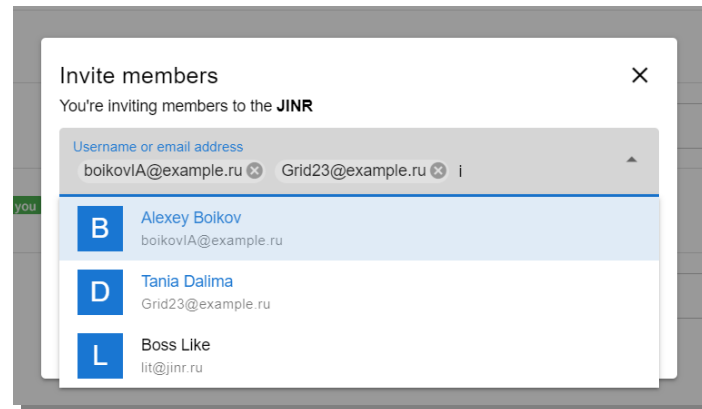 Invite members
You're inviting members to the JINR
Username or email address
boikovIA@example.ru Grid23@example.ru i
you
B
Alexey Boikov
boikovIA@example.ru
D
Tania Dalima
Grid23@example.ru
L
Boss Like
lit@jinr.ru